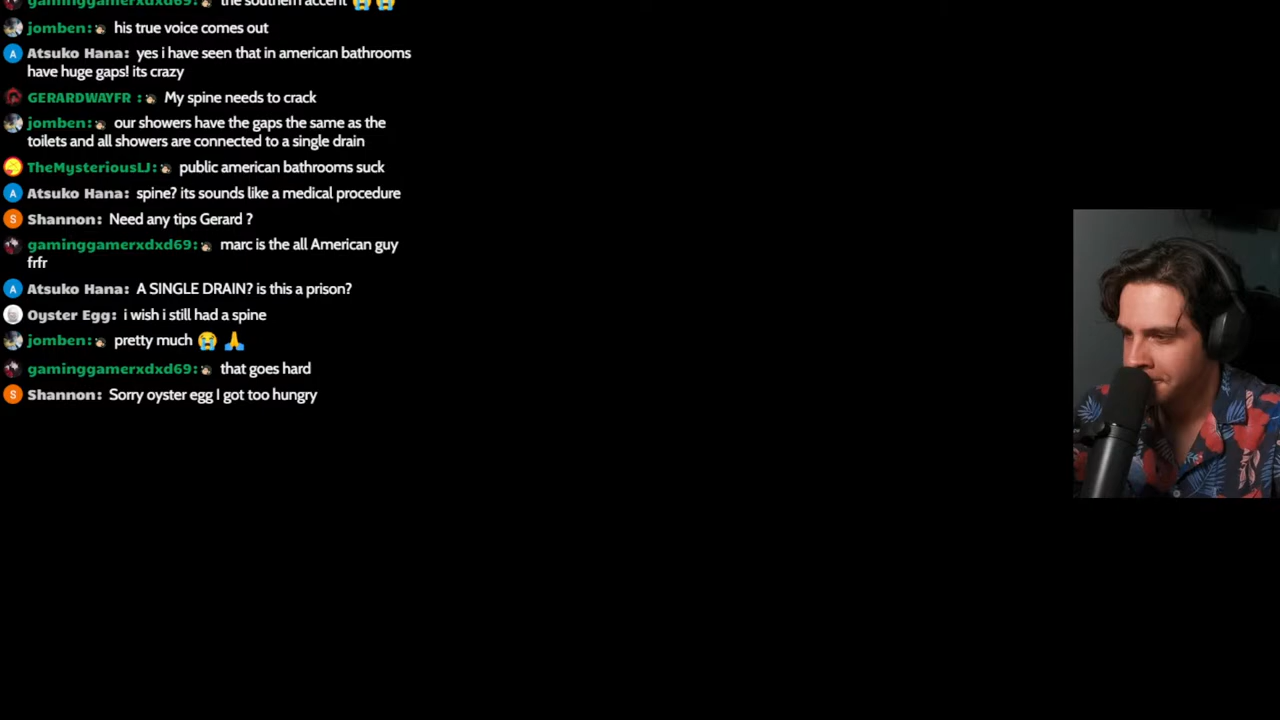 gaminggamerxdxd69: the southern accent 😭😭
jomben: his true voice comes out
Atsuko Hana: yes i have seen that in american bathrooms
have huge gaps! its crazy
GERARDWAYFR : My spine needs to crack
jomben: our showers have the gaps the same as the
toilets and all showers are connected to a single drain
TheMysteriousLJ: public american bathrooms suck
A
Atsuko Hana: spine? its sounds like a medical procedure
S
Shannon: Need any tips Gerard ?
gaminggamerxdxd69: marc is the all American guy
frfr
A
Atsuko Hana: A SINGLE DRAIN? is this a prison?
Oyster Egg: i wish i still had a spine
jomben: pretty much 😭 🙏
gaminggamerxdxd69: that goes hard
S
Shannon: Sorry oyster egg I got too hungry